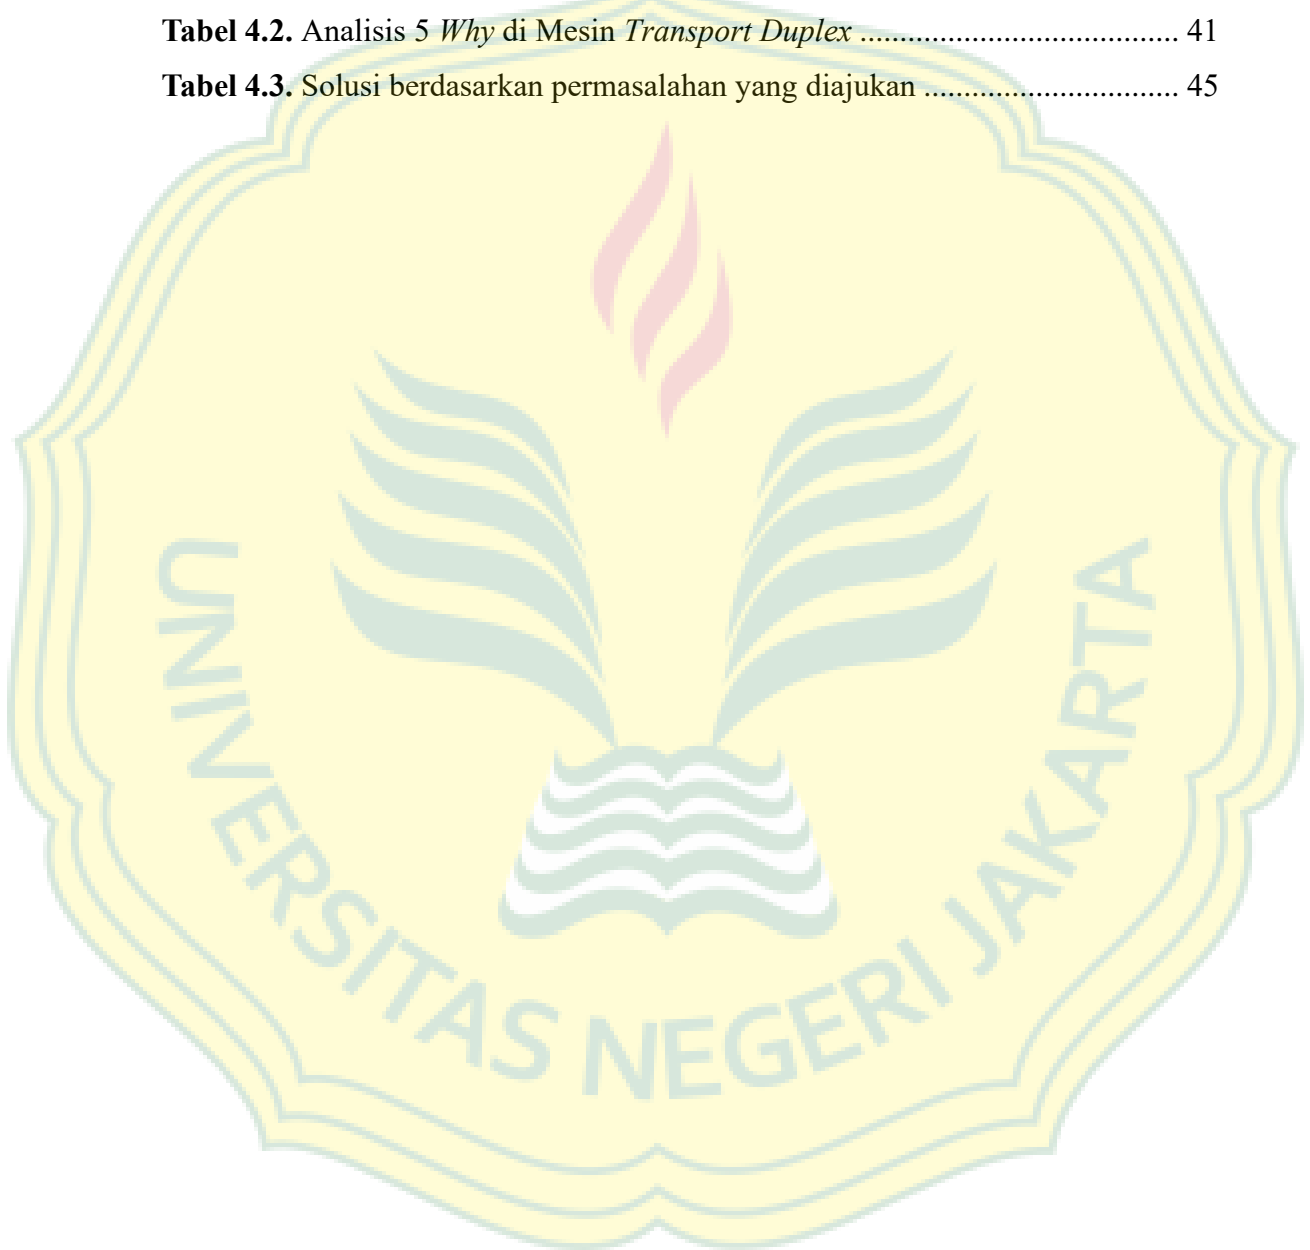 Tabel 4.2. Analisis 5 Why di Mesin Transport Duplex ........................................ 41
Tabel 4.3. Solusi berdasarkan permasalahan yang diajukan ................................ 45
UNIVERSITAS NEGERI JAKARTA